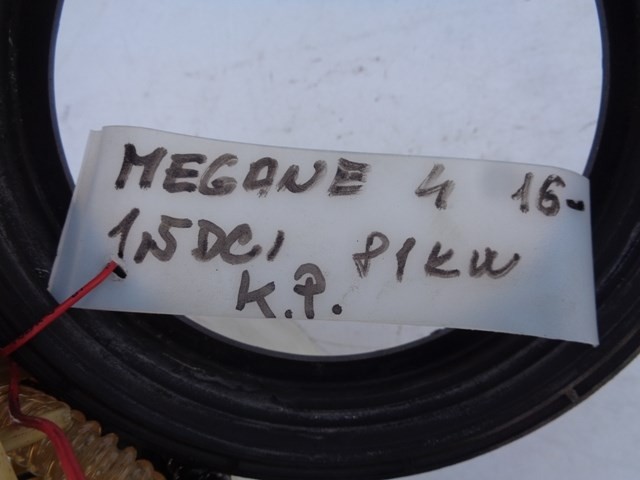 MEGANE 4 16-
1,5DCI 81KW
K.P.